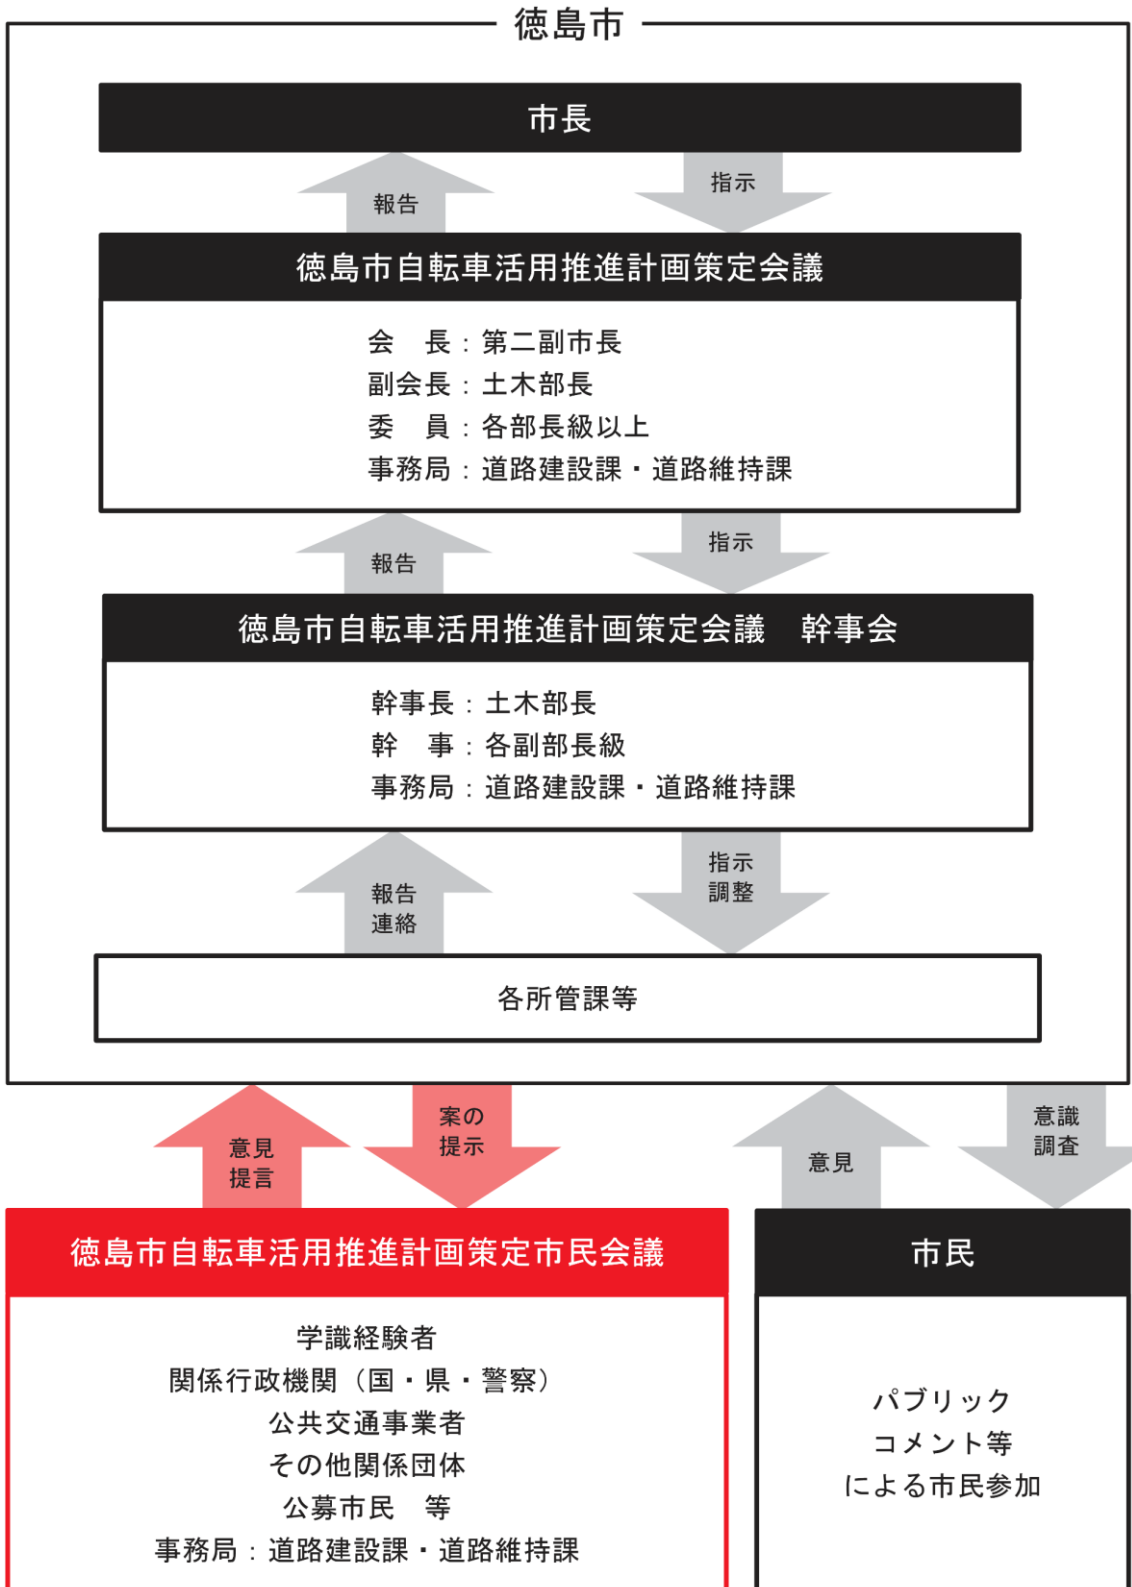 徳島市
市長
報告
指示
徳島市自転車活用推進計画策定会議
会　長：第二副市長
副会長：土木部長
委　員：各部長級以上
事務局：道路建設課・道路維持課
報告
指示
徳島市自転車活用推進計画策定会議　幹事会
幹事長：土木部長
幹　事：各副部長級
事務局：道路建設課・道路維持課
報告
連絡
指示
調整
各所管課等
意見
提言
案の
提示
意見
意識
調査
徳島市自転車活用推進計画策定市民会議
学識経験者
関係行政機関（国・県・警察）
公共交通事業者
その他関係団体
公募市民　等
事務局：道路建設課・道路維持課
市民
パブリック
コメント等
による市民参加